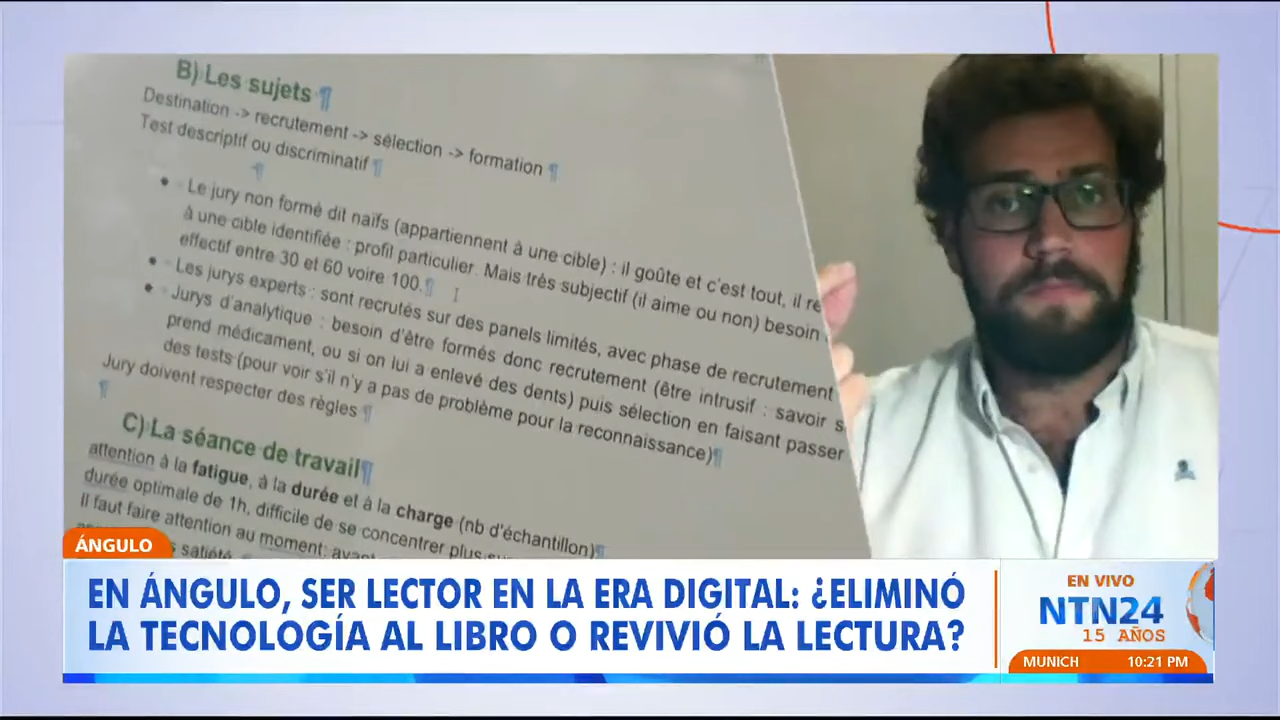 B) Les sujets ¶
Destination -> recrutement -> sélection -> formation ¶
Test descriptif ou discriminatif ¶
¶
• Le jury non formé dit naïfs (appartiennent à une cible) : il goûte et c'est tout, il
à une cible identifiée : profil particulier. Mais très subjectif (il aime ou non) besoin
effectif entre 30 et 60 voire 100. ¶
• Les jurys experts : sont recrutés sur des panels limités, avec phase de recrutement
• Jurys d'analytique : besoin d'être formés donc recrutement (être intrusif : savoir s
prend médicament, ou si on lui a enlevé des dents) puis sélection en faisant passer
des tests (pour voir s'il n'y a pas de problème pour la reconnaissance) ¶
Jury doivent respecter des règles ¶
¶
C) La séance de travail ¶
attention à la fatigue, à la durée et à la charge (nb d'échantillon) ¶
durée optimale de 1h, difficile de se concentrer plus
Il faut faire attention au moment: avant
satiété
ÁNGULO
EN ÁNGULO, SER LECTOR EN LA ERA DIGITAL: ¿ELIMINÓ
LA TECNOLOGÍA AL LIBRO O REVIVIÓ LA LECTURA?
EN VIVO
NTN24
15 AÑOS
MUNICH 10:21 PM